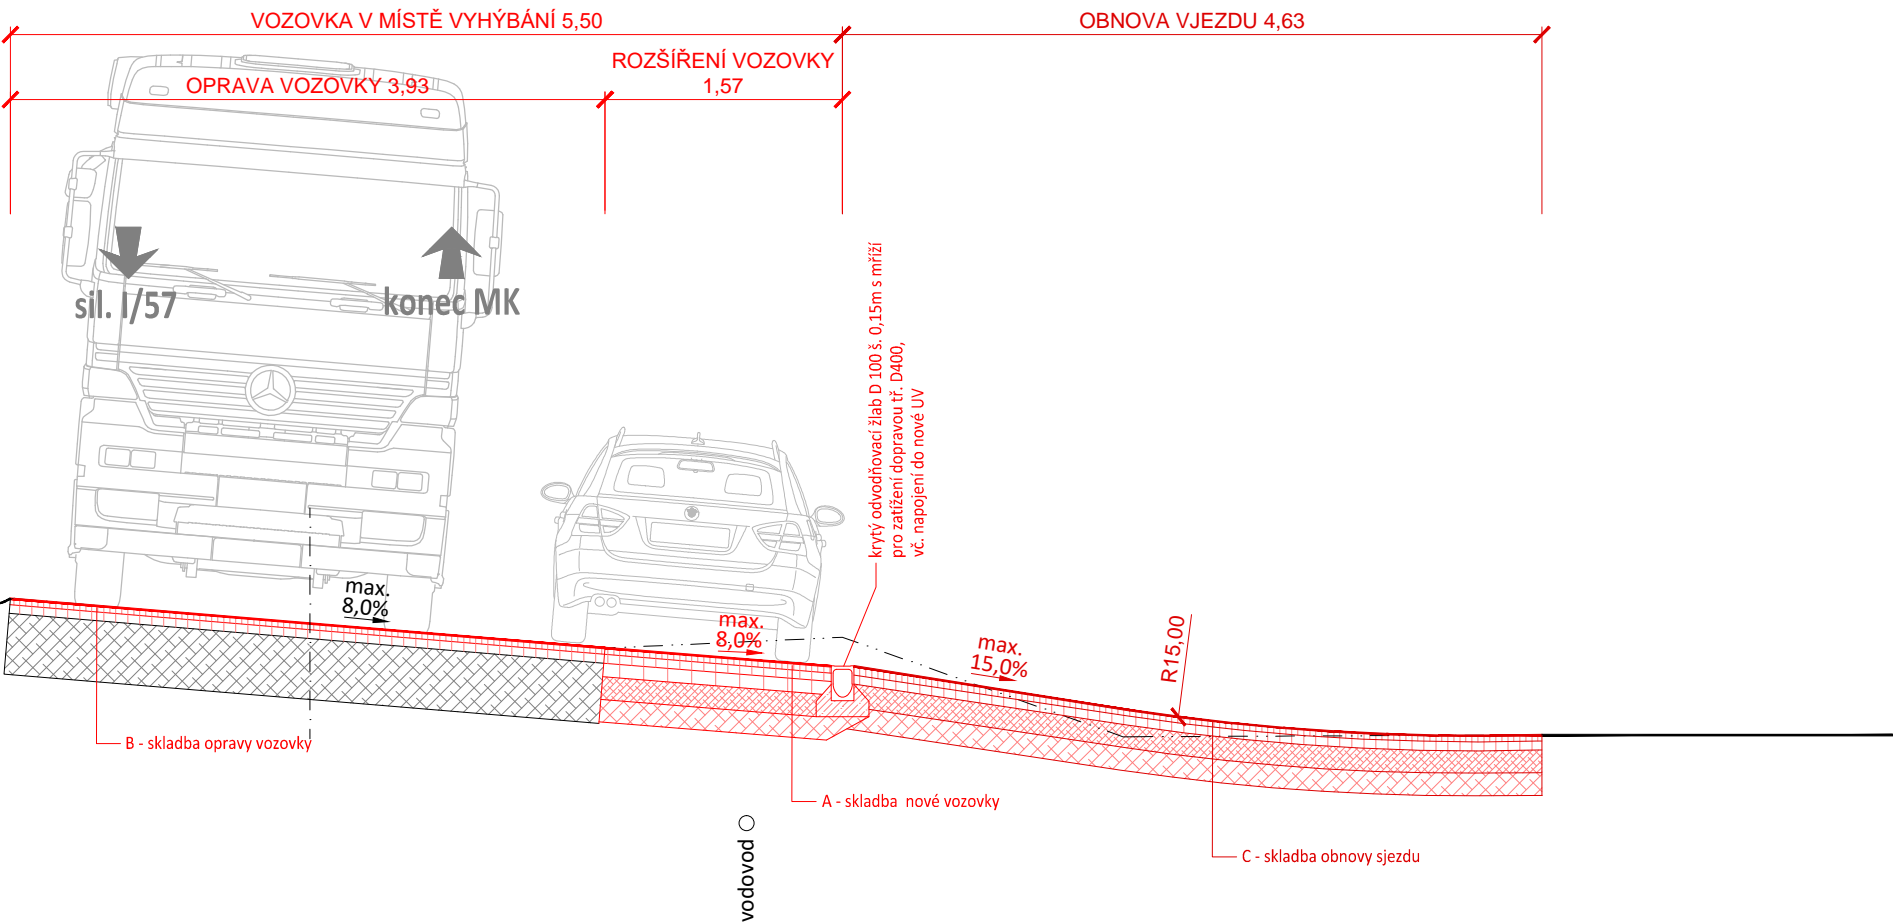 VOZOVKA V MÍSTĚ VYHÝBÁNÍ 5,50
OBNOVA VJEZDU 4,63
ROZŠÍŘENÍ VOZOVKY
1,57
OPRAVA VOZOVKY 3,93
sil. I/57
konec MK
krytý odvodňovací žlab D 100 š. 0,15m s mříží
pro zatížení dopravou tř. D400,
vč. napojení do nové UV
max.
8,0%
max.
8,0%
max.
15,0%
R15,00
B - skladba opravy vozovky
A - skladba  nové vozovky
C - skladba obnovy sjezdu
vodovod